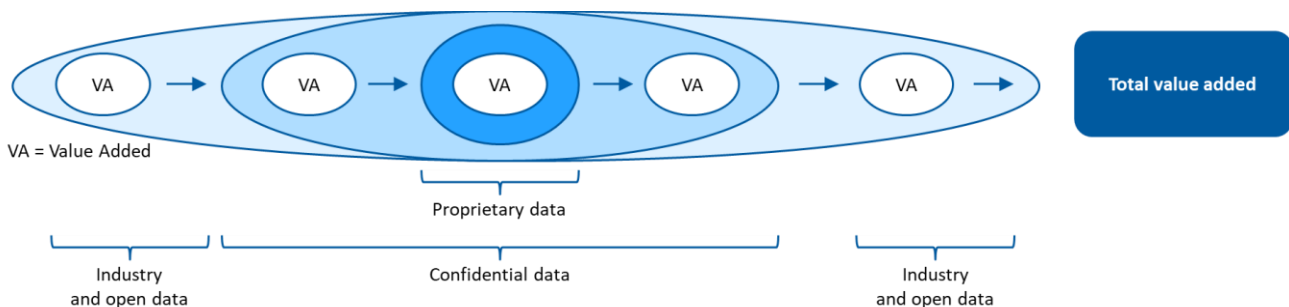 VA
VA
VA
VA
VA
Total value added
VA = Value Added
Proprietary data
Industry
and open data
Confidential data
Industry
and open data